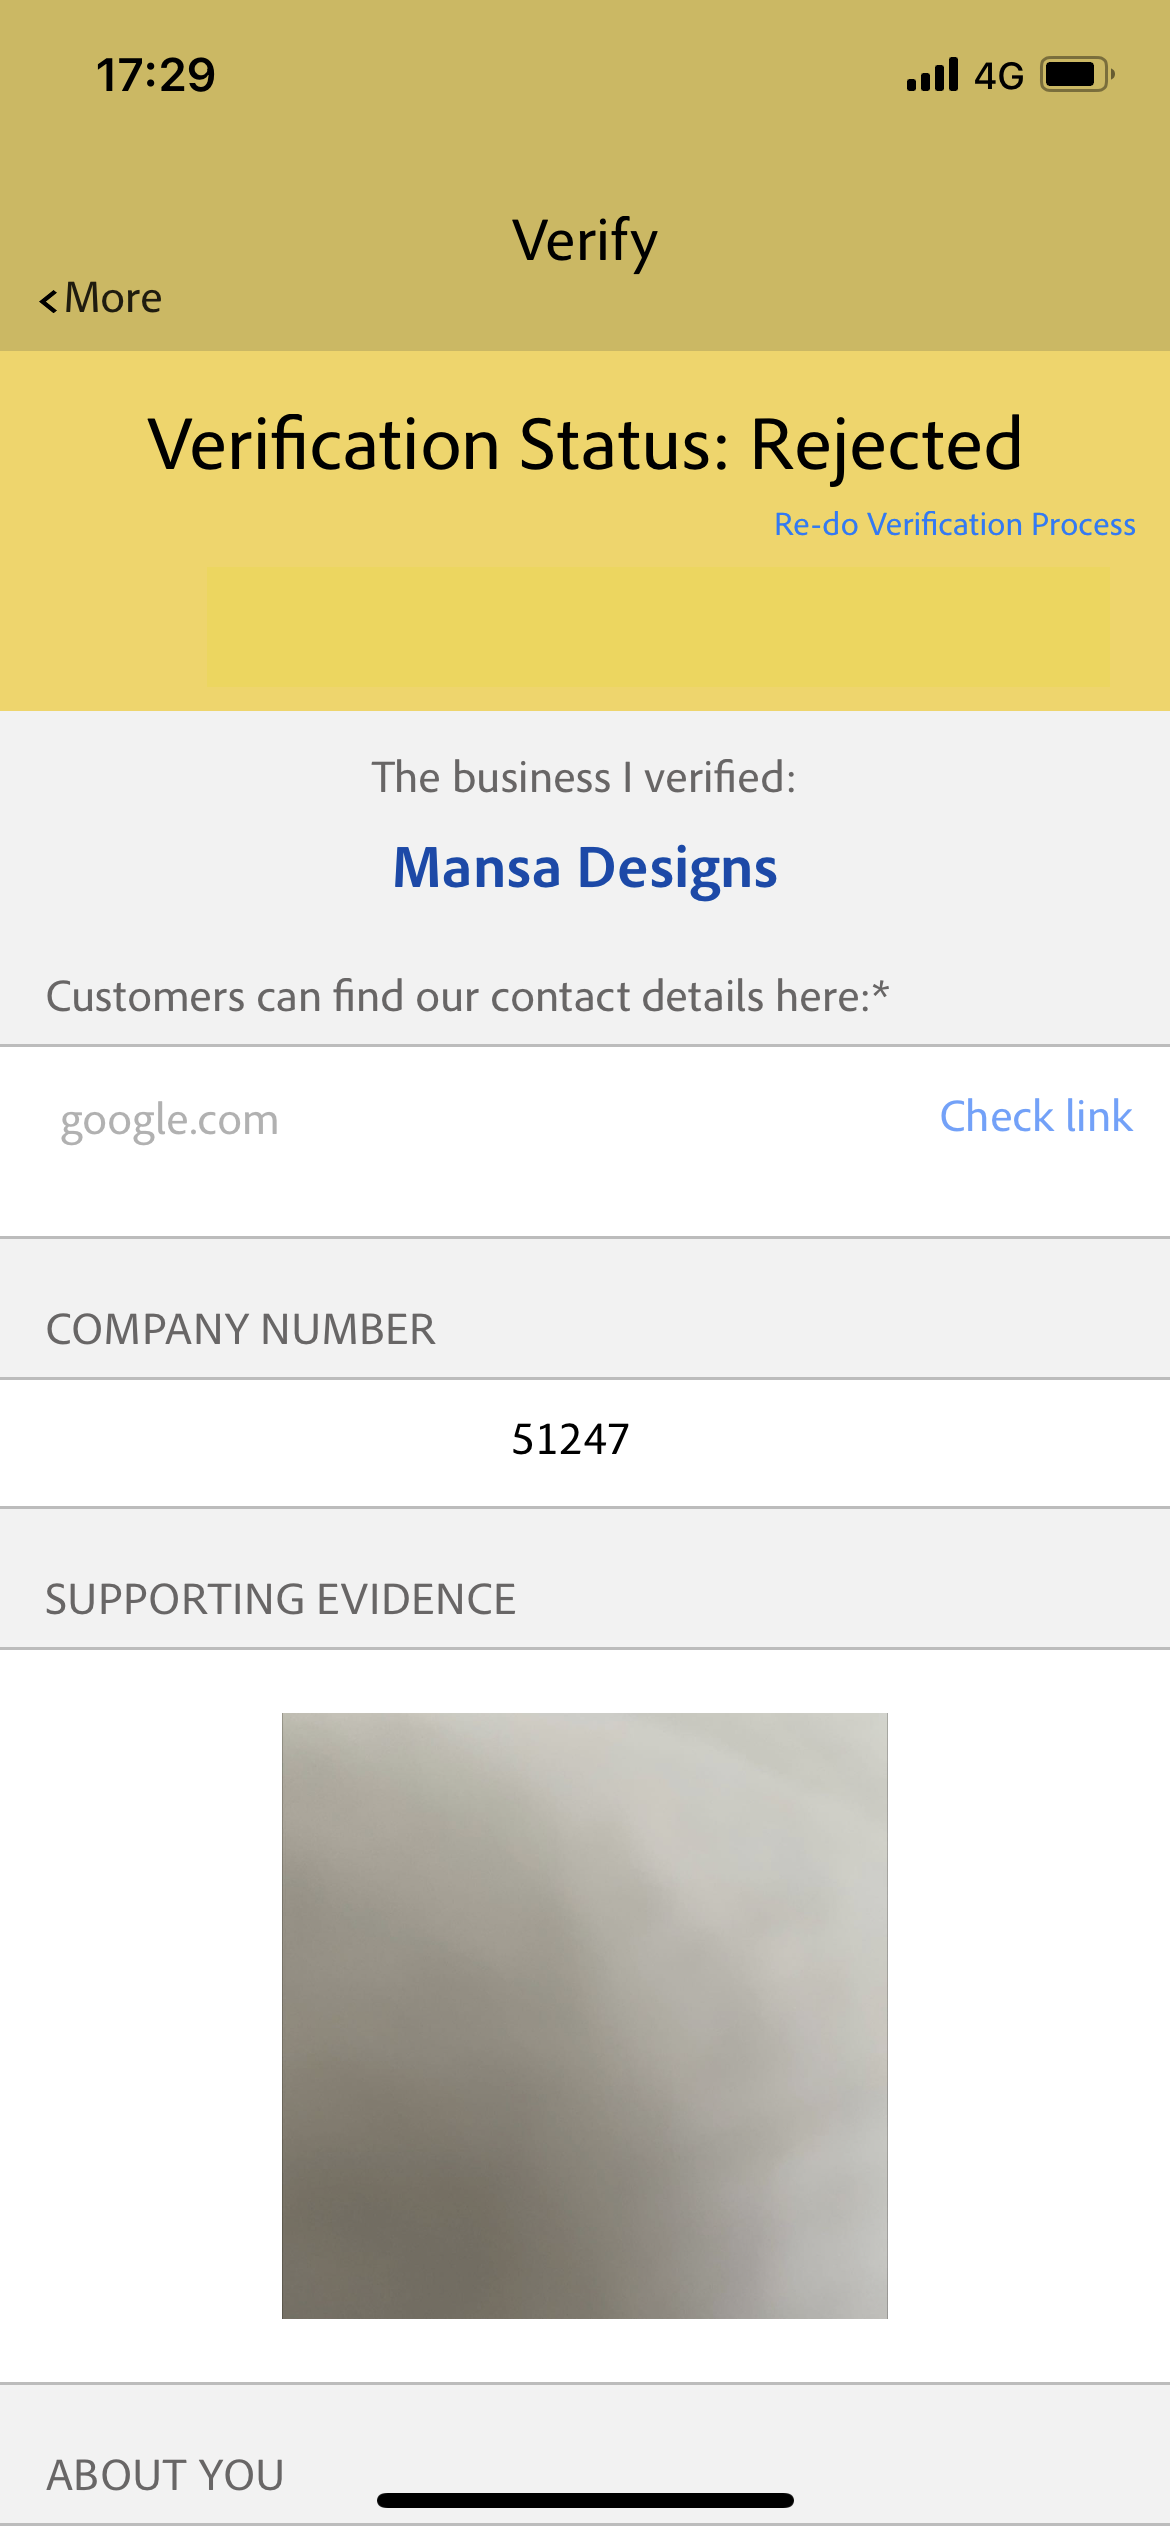 17:29
4G
Verify
<More
Verification Status: Rejected
Re-do Verification Process
The business I verified:
Mansa Designs
Customers can find our contact details here:*
google.com
Check link
COMPANY NUMBER
51247
SUPPORTING EVIDENCE
ABOUT YOU